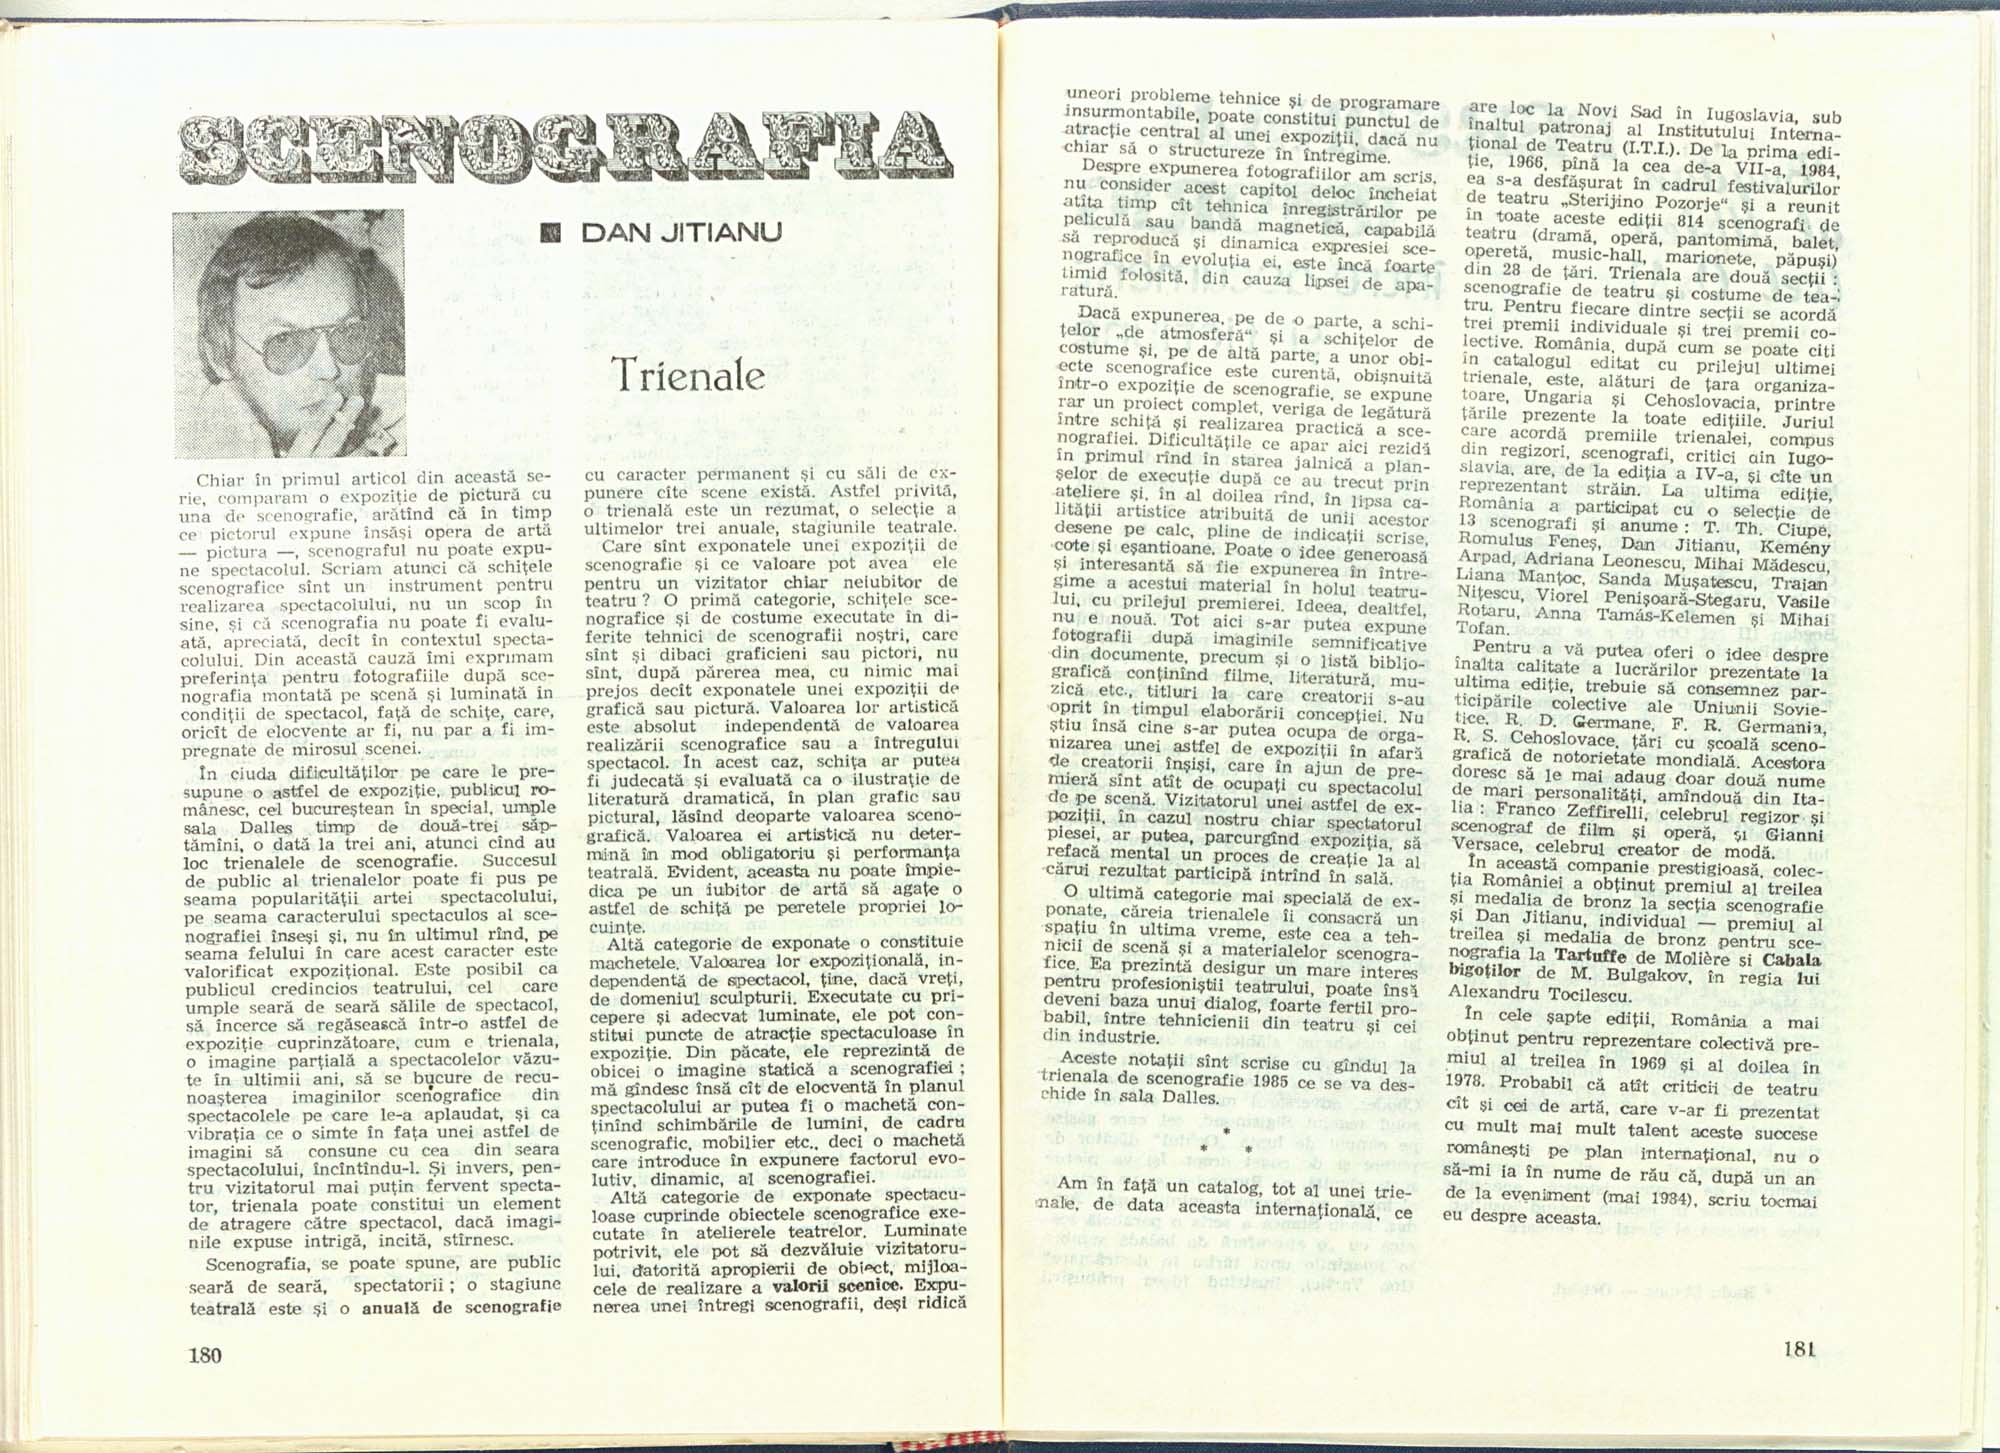 SCENOGRAFIA
DAN JITIANU
Trienale
Chiar în primul articol din această se-
rie, comparam o expoziție de pictură cu
una de scenografie, arătînd că în timp
ce pictorul expune însăși opera de artă
— pictura —, scenograful nu poate expu-
ne spectacolul. Scriam atunci că schițele
scenografice sînt un instrument pentru
realizarea spectacolului, nu un scop în
sine, și că scenografia nu poate fi evalu-
ată, apreciată, decît în contextul specta-
colului. Din această cauză îmi exprimam
preferința pentru fotografiile după sce-
nografia montată pe scenă și luminată în
condiții de spectacol, față de schițe, care,
oricît de elocvente ar fi, nu par a fi im-
pregnate de mirosul scenei.
În ciuda dificultăților pe care le pre-
supune o astfel de expoziție, publicul ro-
mânesc, cel bucureștean în special, umple
sala Dalles timp de două-trei săp-
tămîni, o dată la trei ani, atunci cînd au
loc trienalele de scenografie. Succesul
de public al trienalelor poate fi pus pe
seama popularității artei spectacolului,
pe seama caracterului spectaculos al sce-
nografiei înseși și, nu în ultimul rînd, pe
seama felului în care acest caracter este
valorificat expozițional. Este posibil ca
publicul credincios teatrului, cel care
umple seară de seară sălile de spectacol,
să încerce să regăsească într-o astfel de
expoziție cuprinzătoare, cum e trienala,
o imagine parțială a spectacolelor văzu-
te în ultimii ani, să se bucure de recu-
noașterea imaginilor scenografice din
spectacolele pe care le-a aplaudat, și ca
vibrația ce o simte în fața unei astfel de
imagini să consune cu cea din seara
spectacolului, încîntîndu-l. Și invers, pen-
tru vizitatorul mai puțin fervent specta-
tor, trienala poate constitui un element
de atragere către spectacol, dacă imagi-
nile expuse intrigă, incită, stîrnesc.
Scenografia, se poate spune, are public
seară de seară, spectatorii ; o stagiune
teatrală este și o anuală de scenografie
cu caracter permanent și cu săli de ex-
punere cîte scene există. Astfel privită,
o trienală este un rezumat, o selecție a
ultimelor trei anuale, stagiunile teatrale.
Care sînt exponatele unei expoziții de
scenografie și ce valoare pot avea ele
pentru un vizitator chiar neiubitor de
teatru ? O primă categorie, schițele sce-
nografice și de costume executate în di-
ferite tehnici de scenografii noștri, care
sînt și dibaci graficieni sau pictori, nu
sînt, după părerea mea, cu nimic mai
prejos decît exponatele unei expoziții de
grafică sau pictură. Valoarea lor artistică
este absolut independentă de valoarea
realizării scenografice sau a întregului
spectacol. În acest caz, schița ar putea
fi judecată și evaluată ca o ilustrație de
literatură dramatică, în plan grafic sau
pictural, lăsînd deoparte valoarea sceno-
grafică. Valoarea ei artistică nu deter-
mină în mod obligatoriu și performanța
teatrală. Evident, aceasta nu poate împie-
dica pe un iubitor de artă să agațe o
astfel de schiță pe peretele propriei lo-
cuințe.
Altă categorie de exponate o constituie
machetele. Valoarea lor expozițională, in-
dependentă de spectacol, ține, dacă vreți,
de domeniul sculpturii. Executate cu pri-
cepere și adecvat luminate, ele pot con-
stitui puncte de atracție spectaculoase în
expoziție. Din păcate, ele reprezintă de
obicei o imagine statică a scenografiei ;
mă gîndesc însă cît de elocventă în planul
spectacolului ar putea fi o machetă con-
ținînd schimbările de lumini, de cadru
scenografic, mobilier etc., deci o machetă
care introduce în expunere factorul evo-
lutiv, dinamic, al scenografiei.
Altă categorie de exponate spectacu-
loase cuprinde obiectele scenografice exe-
cutate în atelierele teatrelor. Luminate
potrivit, ele pot să dezvăluie vizitatoru-
lui, datorită apropierii de obiect, mijloa-
cele de realizare a valorii scenice. Expu-
nerea unei întregi scenografii, deși ridică
180
uneori probleme tehnice și de programare
insurmontabile, poate constitui punctul de
atracție central al unei expoziții, dacă nu
chiar să o structureze în întregime.
Despre expunerea fotografiilor am scris,
nu consider acest capitol deloc încheiat
atîta timp cît tehnica înregistrărilor pe
peliculă sau bandă magnetică, capabilă
să reproducă și dinamica expresiei sce-
nografice în evoluția ei, este încă foarte
timid folosită, din cauza lipsei de apa-
ratură.
Dacă expunerea, pe de o parte, a schi-
țelor „de atmosferă“ și a schițelor de
costume și, pe de altă parte, a unor obi-
ecte scenografice este curentă, obișnuită
într-o expoziție de scenografie, se expune
rar un proiect complet, veriga de legătură
între schiță și realizarea practică a sce-
nografiei. Dificultățile ce apar aici rezidă
în primul rînd în starea jalnică a plan-
șelor de execuție după ce au trecut prin
ateliere și, în al doilea rînd, în lipsa ca-
lității artistice atribuită de unii acestor
desene pe calc, pline de indicații scrise,
cote și eșantioane. Poate o idee generoasă
și interesantă să fie expunerea în între-
gime a acestui material în holul teatru-
lui, cu prilejul premierei. Ideea, dealtfel,
nu e nouă. Tot aici s-ar putea expune
fotografii după imaginile semnificative
din documente, precum și o listă biblio-
grafică conținînd filme, literatură, mu-
zică etc., titluri la care creatorii s-au
oprit în timpul elaborării concepției. Nu
știu însă cine s-ar putea ocupa de orga-
nizarea unei astfel de expoziții în afară
de creatorii înșiși, care în ajun de pre-
mieră sînt atît de ocupați cu spectacolul
de pe scenă. Vizitatorul unei astfel de ex-
poziții, în cazul nostru chiar spectatorul
piesei, ar putea, parcurgînd expoziția, să
refacă mental un proces de creație la al
cărui rezultat participă intrînd în sală.
O ultimă categorie mai specială de ex-
ponate, căreia trienalele îi consacră un
spațiu în ultima vreme, este cea a teh-
nicii de scenă și a materialelor scenogra-
fice. Ea prezintă desigur un mare interes
pentru profesioniștii teatrului, poate însă
deveni baza unui dialog, foarte fertil pro-
babil, între tehnicienii din teatru și cei
din industrie.
Aceste notații sînt scrise cu gîndul la
trienala de scenografie 1985 ce se va des-
chide în sala Dalles.
*
* *
Am în față un catalog, tot al unei trie-
nale, de data aceasta internațională, ce
are loc la Novi Sad în Iugoslavia, sub
înaltul patronaj al Institutului Interna-
țional de Teatru (I.T.I.). De la prima edi-
ție, 1966, pînă la cea de-a VII-a, 1984,
ea s-a desfășurat în cadrul festivalurilor
de teatru „Sterijino Pozorje“ și a reunit
în toate aceste ediții 814 scenografi de
teatru (dramă, operă, pantomimă, balet,
operetă, music-hall, marionete, păpuși)
din 28 de țări. Trienala are două secții :
scenografie de teatru și costume de tea-
tru. Pentru fiecare dintre secții se acordă
trei premii individuale și trei premii co-
lective. România, după cum se poate citi
în catalogul editat cu prilejul ultimei
trienale, este, alături de țara organiza-
toare, Ungaria și Cehoslovacia, printre
țările prezente la toate edițiile. Juriul
care acordă premiile trienalei, compus
din regizori, scenografi, critici din Iugo-
slavia, are, de la ediția a IV-a, și cîte un
reprezentant străin. La ultima ediție,
România a participat cu o selecție de
13 scenografi și anume : T. Th. Ciupe,
Romulus Feneș, Dan Jitianu, Kemény
Arpad, Adriana Leonescu, Mihai Mădescu,
Liana Manțoc, Sanda Mușatescu, Traian
Nițescu, Viorel Penișoară-Stegaru, Vasile
Rotaru, Anna Tamás-Kelemen și Mihai
Tofan.
Pentru a vă putea oferi o idee despre
înalta calitate a lucrărilor prezentate la
ultima ediție, trebuie să consemnez par-
ticipările colective ale Uniunii Sovie-
tice, R. D. Germane, F. R. Germania,
R. S. Cehoslovace, țări cu școală sceno-
grafică de notorietate mondială. Acestora
doresc să le mai adaug doar două nume
de mari personalități, amîndouă din Ita-
lia : Franco Zeffirelli, celebrul regizor și
scenograf de film și operă, și Gianni
Versace, celebrul creator de modă.
În această companie prestigioasă, colec-
ția României a obținut premiul al treilea
și medalia de bronz la secția scenografie
și Dan Jitianu, individual — premiul al
treilea și medalia de bronz pentru sce-
nografia la Tartuffe de Molière si Cabala
bigoților de M. Bulgakov, în regia lui
Alexandru Tocilescu.
În cele șapte ediții, România a mai
obținut pentru reprezentare colectivă pre-
miul al treilea în 1969 și al doilea în
1978. Probabil că atît criticii de teatru
cît și cei de artă, care v-ar fi prezentat
cu mult mai mult talent aceste succese
românești pe plan internațional, nu o
să-mi ia în nume de rău că, după un an
de la eveniment (mai 1984), scriu tocmai
eu despre aceasta.
181